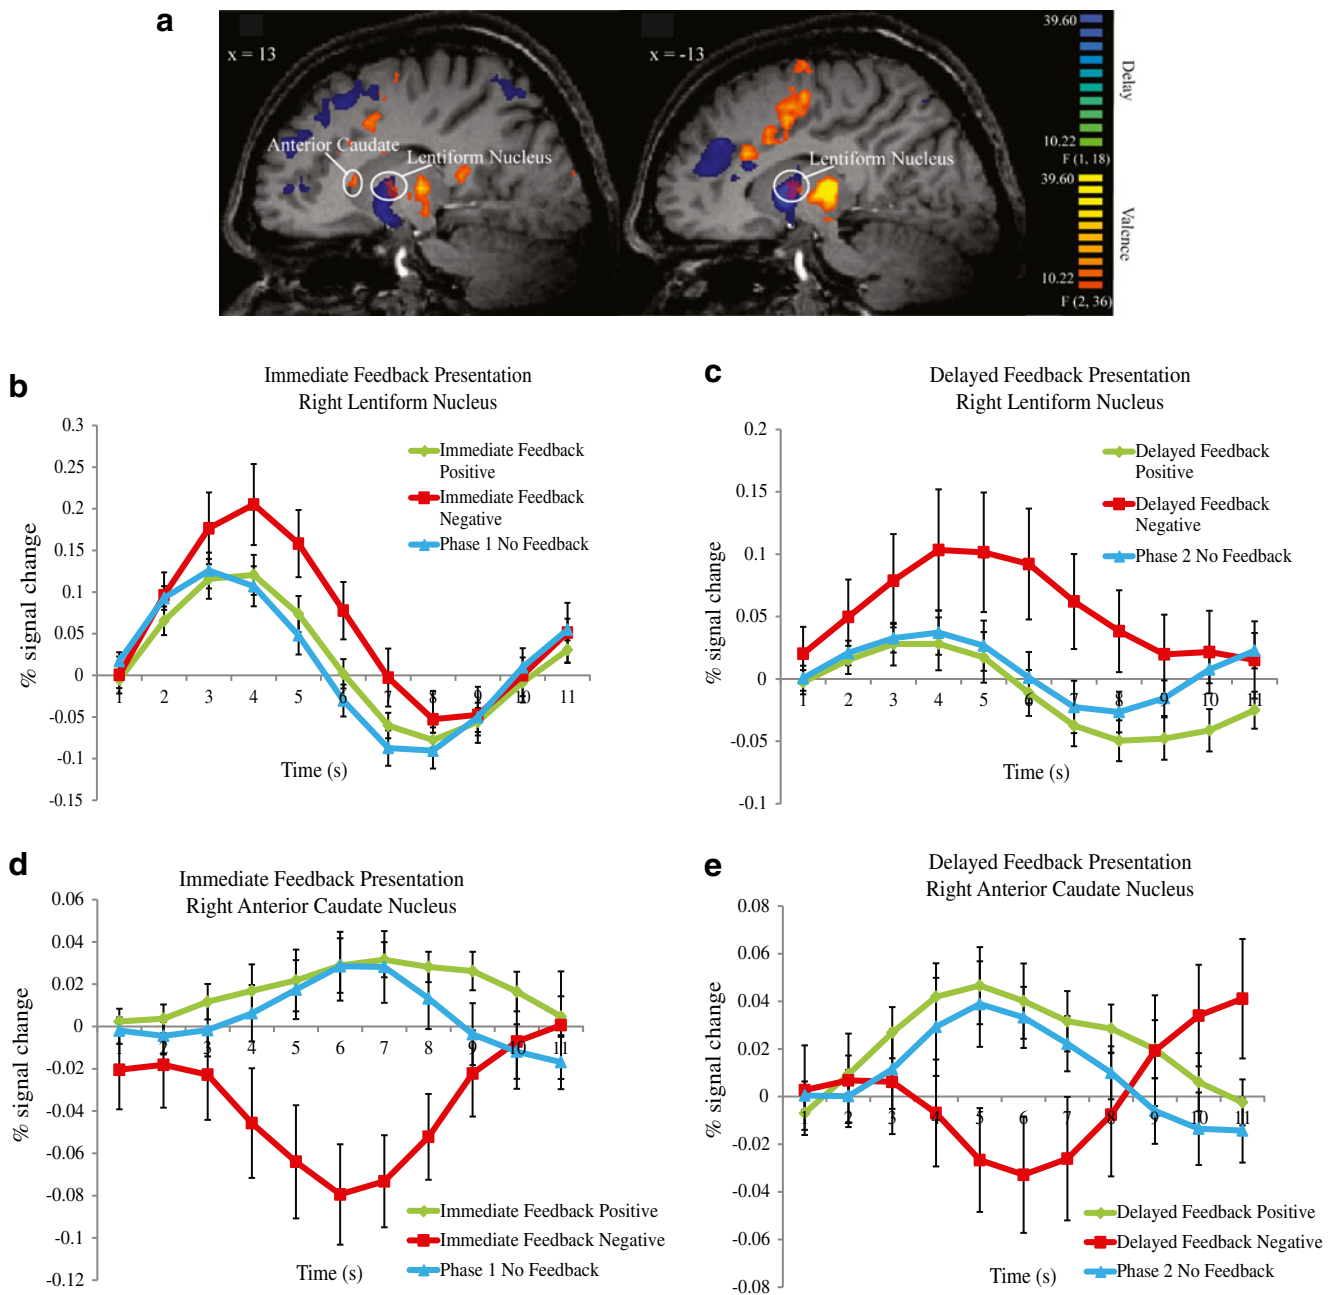 a
x = 13
x = -13
Anterior Caudate
Lentiform Nucleus
Lentiform Nucleus
39.60
Delay
10.22
F (1, 18)
39.60
Valence
10.22
F (2, 36)
b
Immediate Feedback Presentation
Right Lentiform Nucleus
% signal change
0.3
0.25
0.2
0.15
0.1
0.05
0
-0.05
-0.1
-0.15
1 2 3 4 5 6 7 8 9 10 11
Time (s)
Immediate Feedback
Positive
Immediate Feedback
Negative
Phase 1 No Feedback
c
Delayed Feedback Presentation
Right Lentiform Nucleus
% signal change
0.2
0.15
0.1
0.05
0
-0.05
-0.1
1 2 3 4 5 6 7 8 9 10 11
Time (s)
Delayed Feedback
Positive
Delayed Feedback
Negative
Phase 2 No Feedback
d
Immediate Feedback Presentation
Right Anterior Caudate Nucleus
% signal change
0.06
0.04
0.02
0
-0.02
-0.04
-0.06
-0.08
-0.1
-0.12
1 2 3 4 5 6 7 8 9 10 11
Time (s)
Immediate Feedback Positive
Immediate Feedback Negative
Phase 1 No Feedback
e
Delayed Feedback Presentation
Right Anterior Caudate Nucleus
% signal change
0.08
0.06
0.04
0.02
0
-0.02
-0.04
-0.06
-0.08
1 2 3 4 5 6 7 8 9 10 11
Time (s)
Delayed Feedback Positive
Delayed Feedback Negative
Phase 2 No Feedback